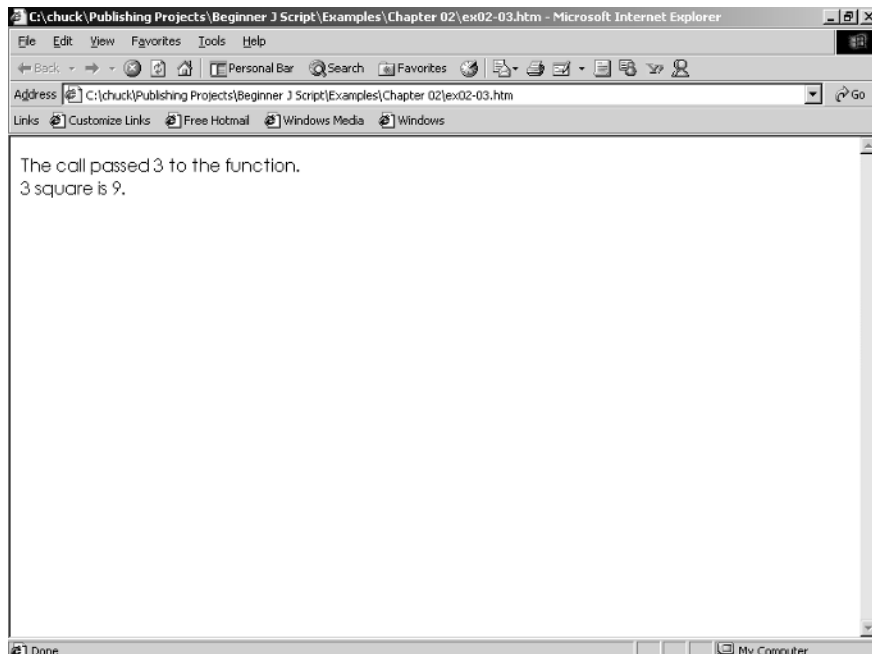 C:\chuck\Publishing Projects\Beginner J Script\Examples\Chapter 02\ex02-03.htm - Microsoft Internet Explorer
File Edit View Favorites Tools Help
Back Personal Bar Search Favorites
Address C:\chuck\Publishing Projects\Beginner J Script\Examples\Chapter 02\ex02-03.htm Go
Links Customize Links Free Hotmail Windows Media Windows
The call passed 3 to the function.
3 square is 9.
Done My Computer